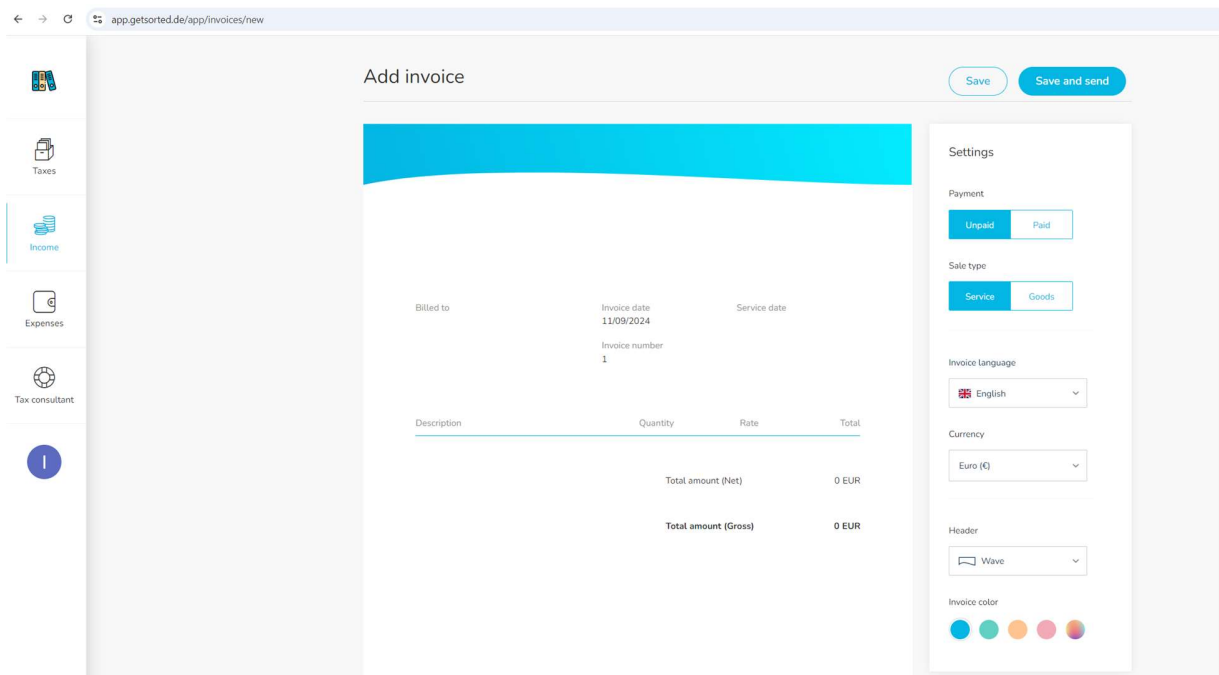 app.getsorted.de/app/invoices/new
Add invoice
Save
Save and send
Taxes
Income
Expenses
Tax consultant
I
Billed to
Invoice date
11/09/2024
Service date
Invoice number
1
Description Quantity Rate Total
Total amount (Net) 0 EUR
Total amount (Gross) 0 EUR
Settings
Payment
Unpaid Paid
Sale type
Service Goods
Invoice language
English
Currency
Euro (€)
Header
Wave
Invoice color